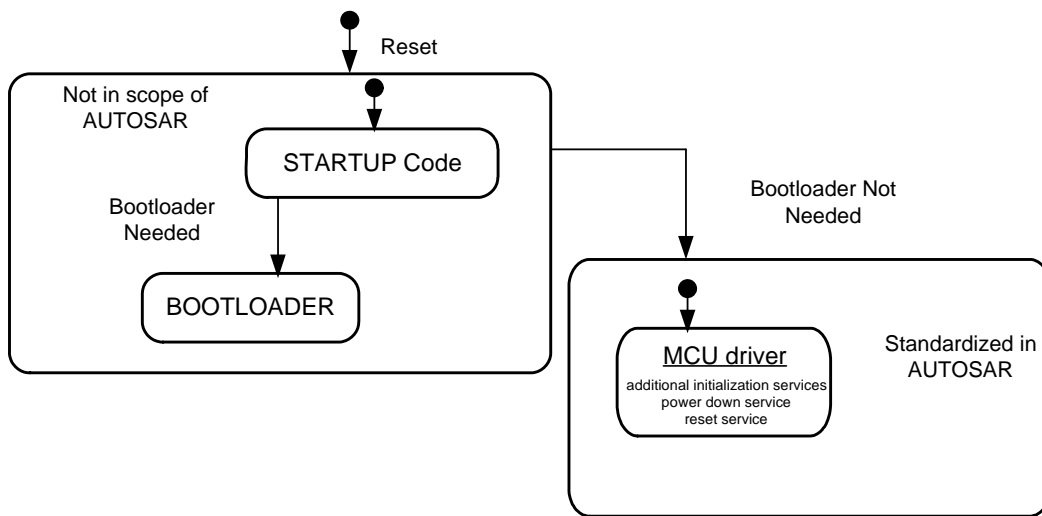 Reset
Not in scope of
AUTOSAR
STARTUP Code
Bootloader
Needed
BOOTLOADER
Bootloader Not
Needed
MCU driver
additional initialization services
power down service
reset service
Standardized in
AUTOSAR